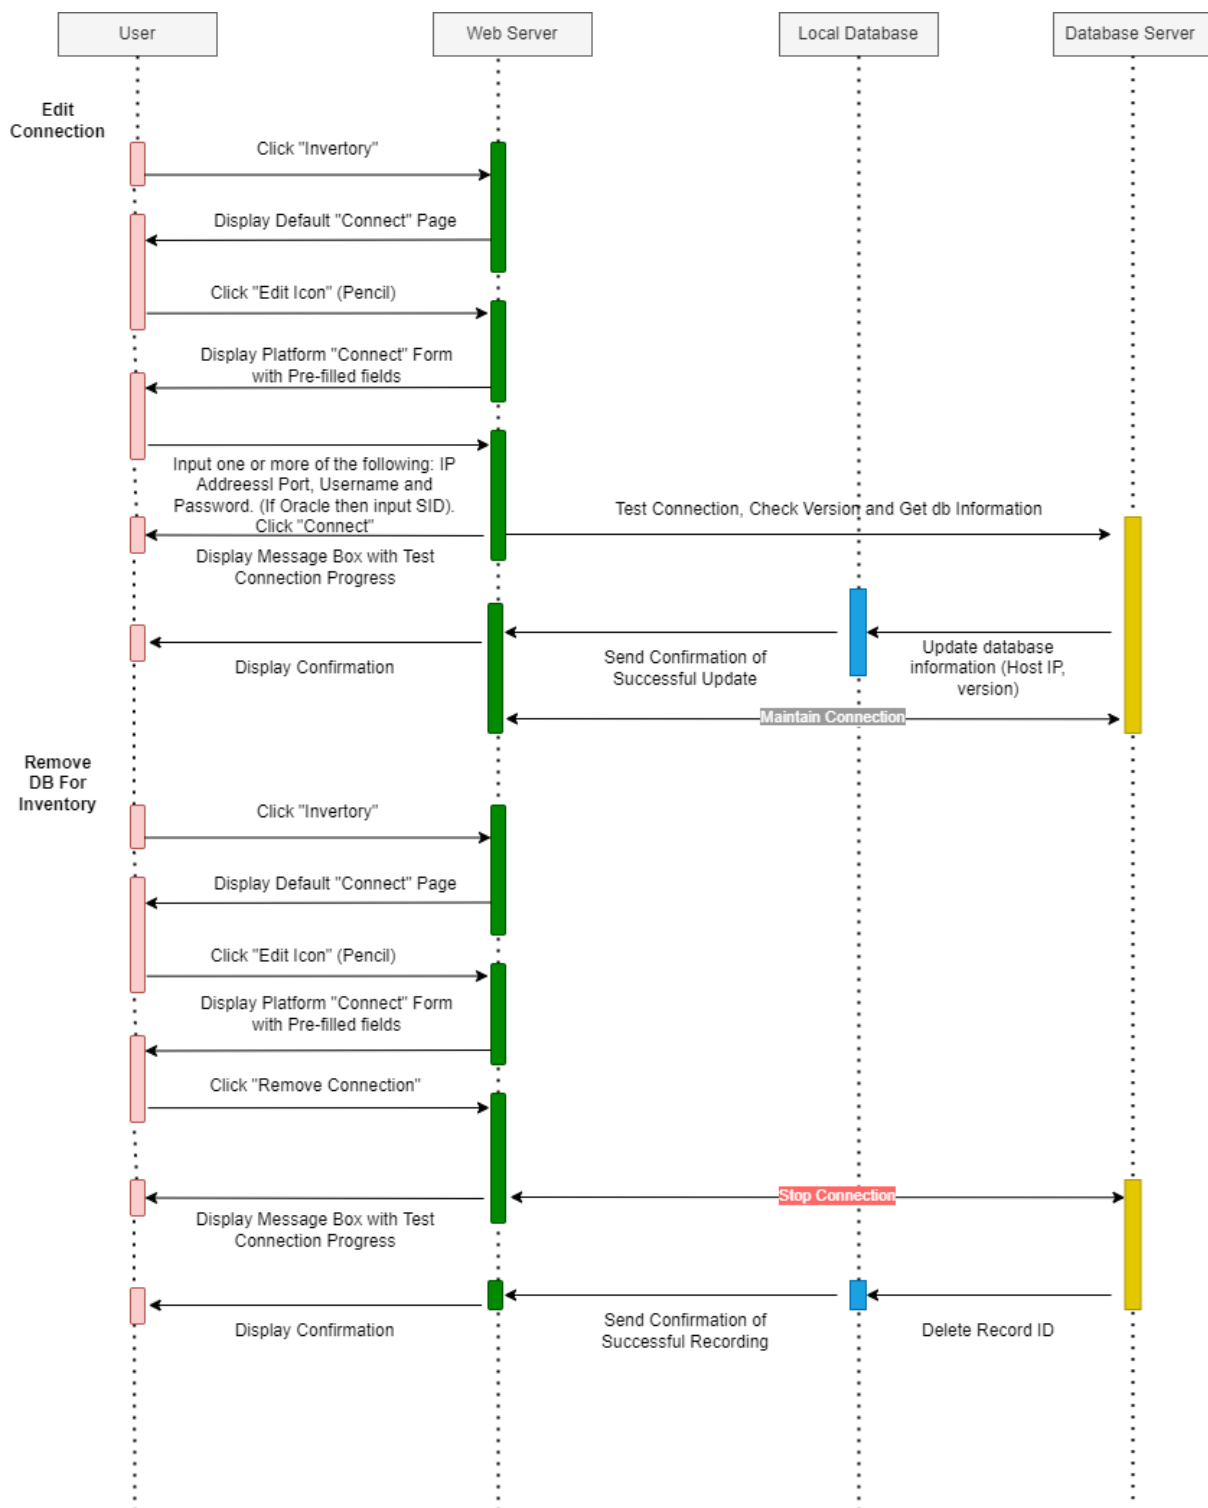 User
Web Server
Local Database
Database Server
Edit
Connection
Click "Invertory"
Display Default "Connect" Page
Click "Edit Icon" (Pencil)
Display Platform "Connect" Form
with Pre-filled fields
Input one or more of the following: IP
Addreessl Port, Username and
Password. (If Oracle then input SID).
Click "Connect"
Test Connection, Check Version and Get db Information
Display Message Box with Test
Connection Progress
Update database
information (Host IP,
version)
Send Confirmation of
Successful Update
Display Confirmation
Maintain Connection
Remove
DB For
Inventory
Click "Invertory"
Display Default "Connect" Page
Click "Edit Icon" (Pencil)
Display Platform "Connect" Form
with Pre-filled fields
Click "Remove Connection"
Stop Connection
Display Message Box with Test
Connection Progress
Send Confirmation of
Successful Recording
Delete Record ID
Display Confirmation